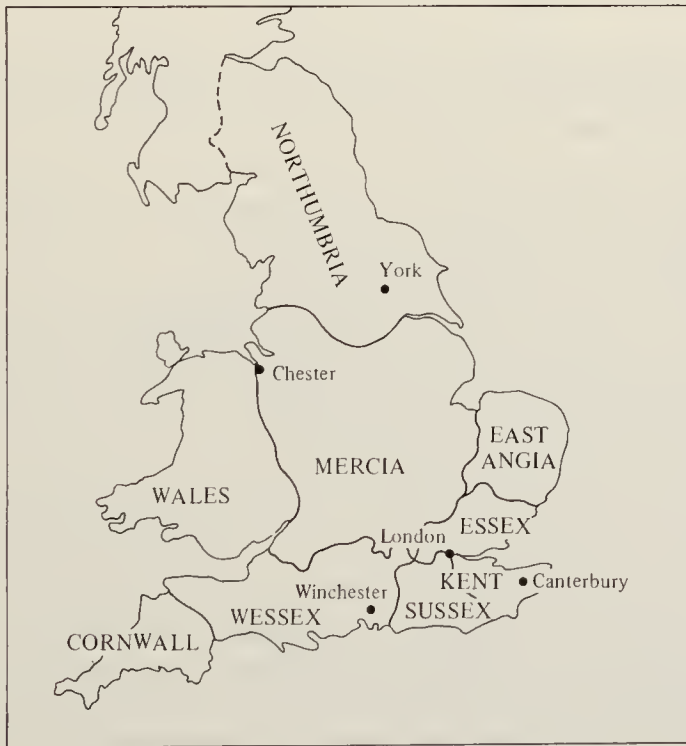 NORTHUMBRIA
York
Chester
EAST
ANGIA
MERCIA
WALES
ESSEX
London
KENT
Canterbury
Winchester
WESSEX
SUSSEX
CORNWALL